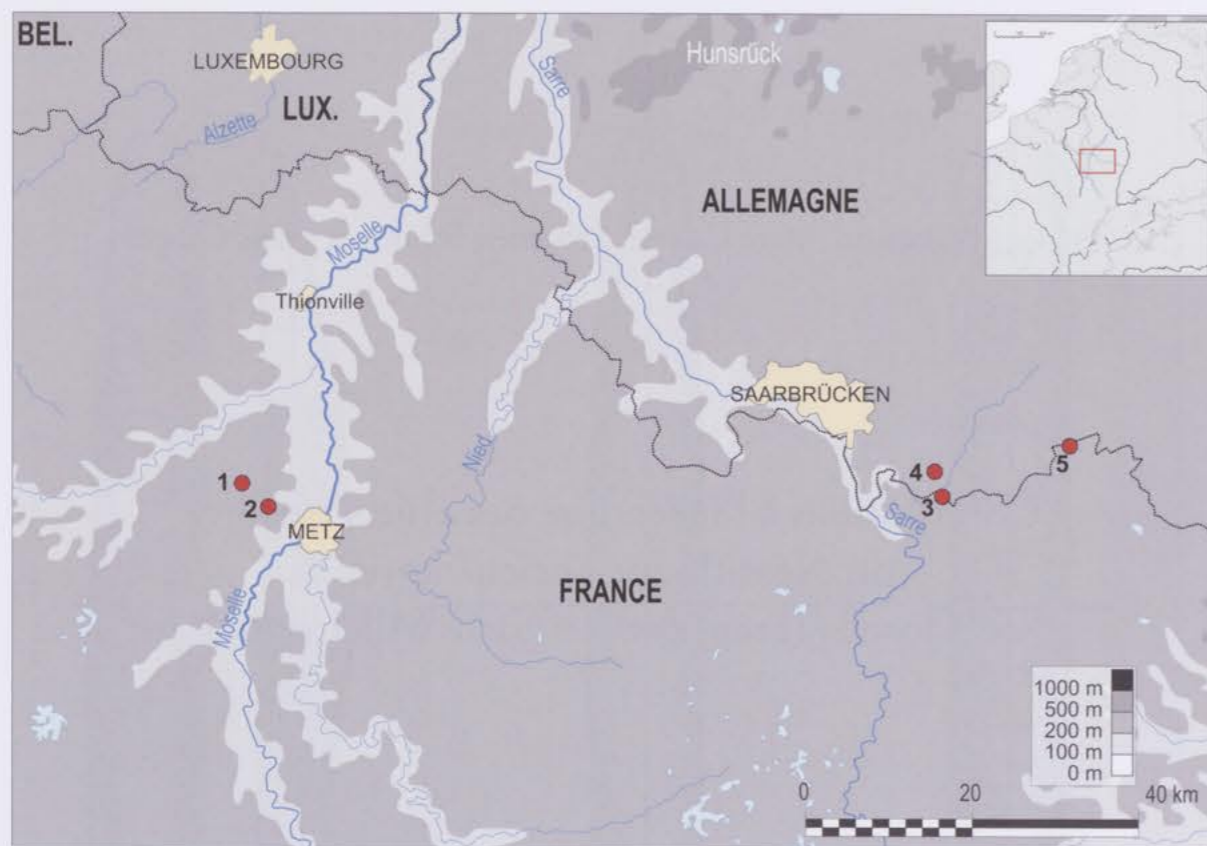 BEL.
LUXEMBOURG
LUX.
Alzette
Sarre
Hunsrück
ALLEMAGNE
Moselle
Thionville
SAARBRÜCKEN
Nied
1
2
METZ
4
3
5
Sarre
FRANCE
Moselle
1000 m
500 m
200 m
100 m
0 m
0 20 40 km